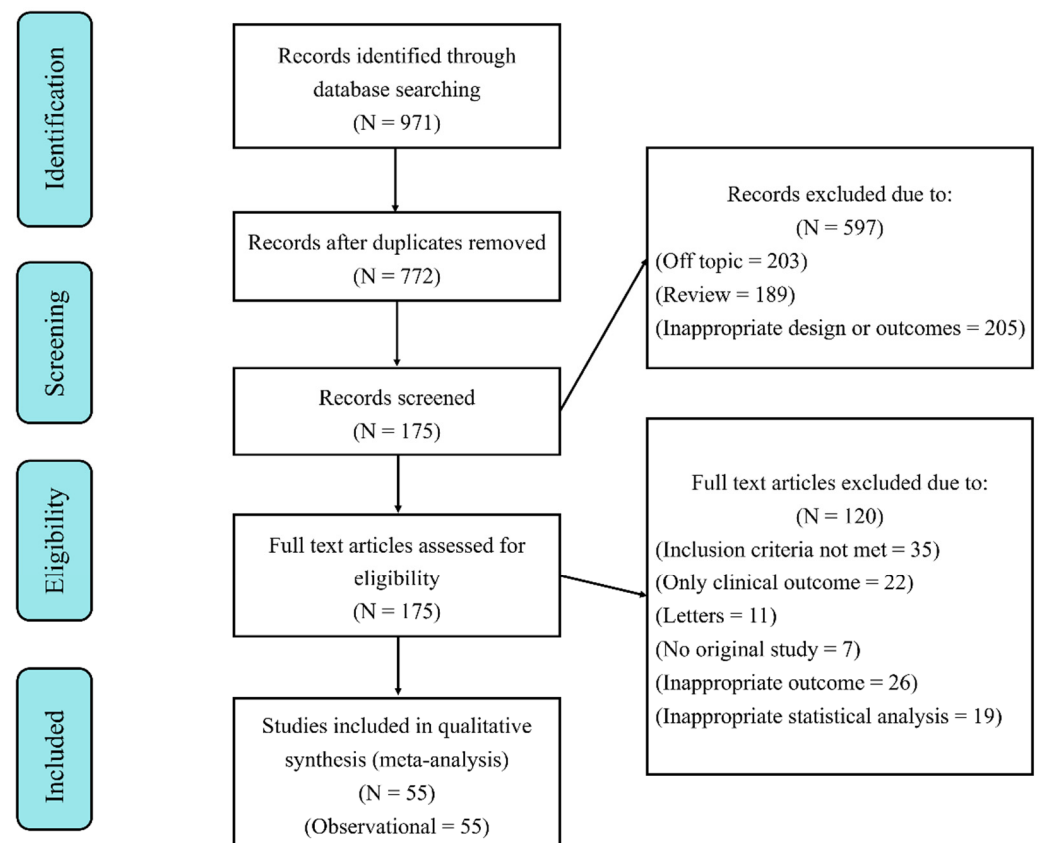 Identification
Records identified through
database searching
(N = 971)
Records after duplicates removed
(N = 772)
Records excluded due to:
(N = 597)
(Off topic = 203)
(Review = 189)
(Inappropriate design or outcomes = 205)
Screening
Records screened
(N = 175)
Eligibility
Full text articles assessed for
eligibility
(N = 175)
Full text articles excluded due to:
(N = 120)
(Inclusion criteria not met = 35)
(Only clinical outcome = 22)
(Letters = 11)
(No original study = 7)
(Inappropriate outcome = 26)
(Inappropriate statistical analysis = 19)
Included
Studies included in qualitative
synthesis (meta-analysis)
(N = 55)
(Observational = 55)